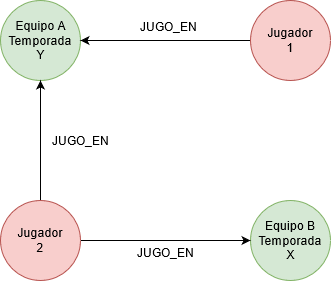 Equipo A
Temporada
Y
JUGO_EN
Jugador
1
JUGO_EN
Jugador
2
JUGO_EN
Equipo B
Temporada
X